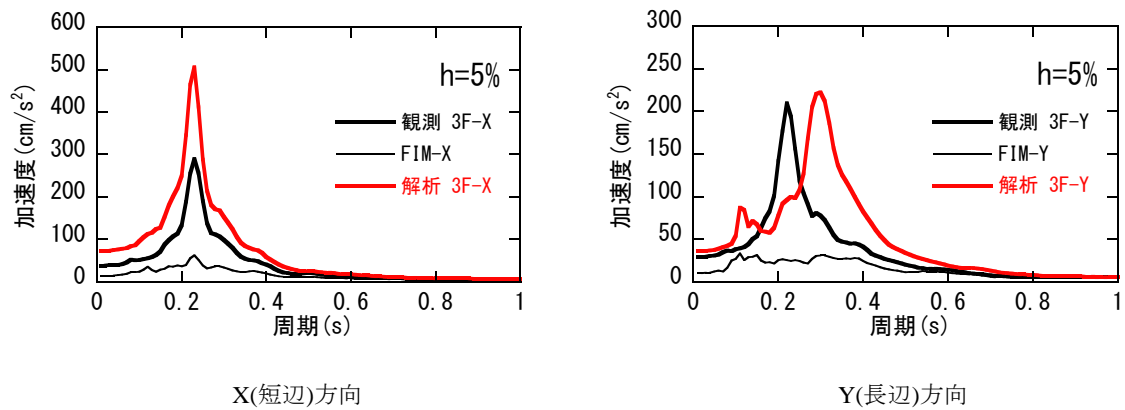 600
500
400
300
200
100
0
加速度(cm/s²)
h=5%
観測 3F-X
FIM-X
解析 3F-X
0 0.2 0.4 0.6 0.8 1
周期(s)
X(短辺)方向
300
250
200
150
100
50
0
加速度(cm/s²)
h=5%
観測 3F-Y
FIM-Y
解析 3F-Y
0 0.2 0.4 0.6 0.8 1
周期(s)
Y(長辺)方向